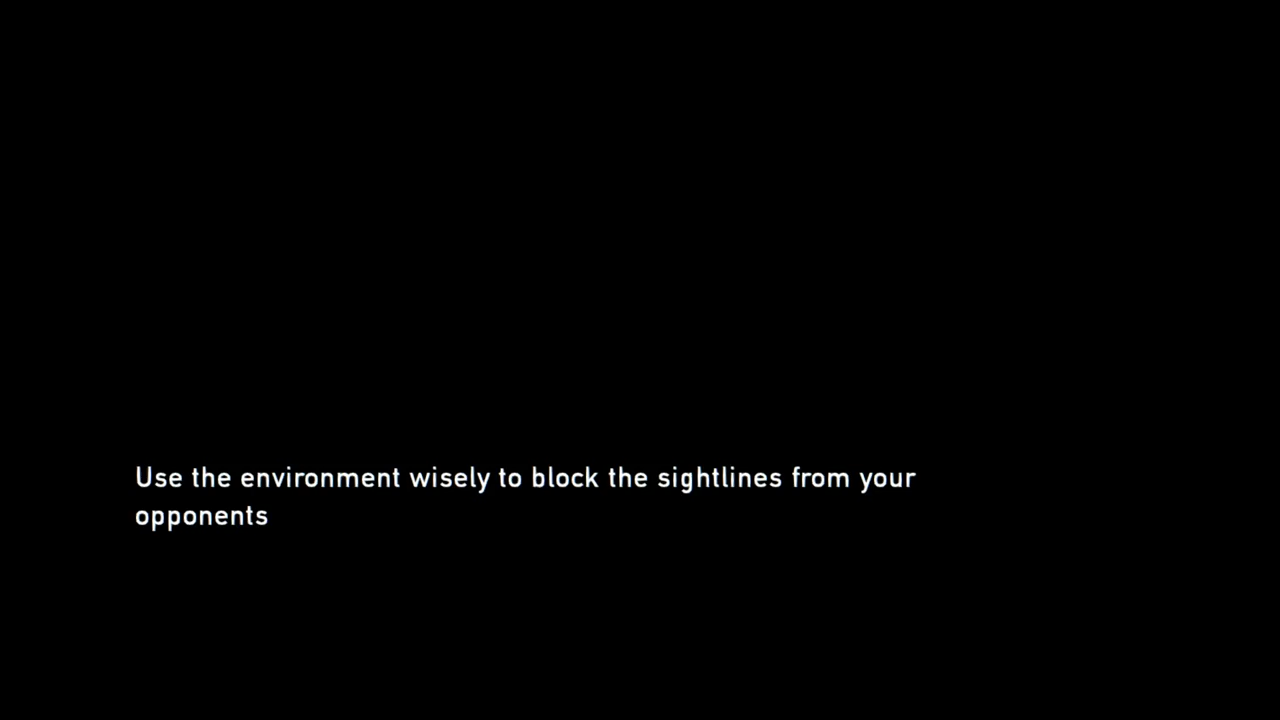 Use the environment wisely to block the sightlines from your
opponents